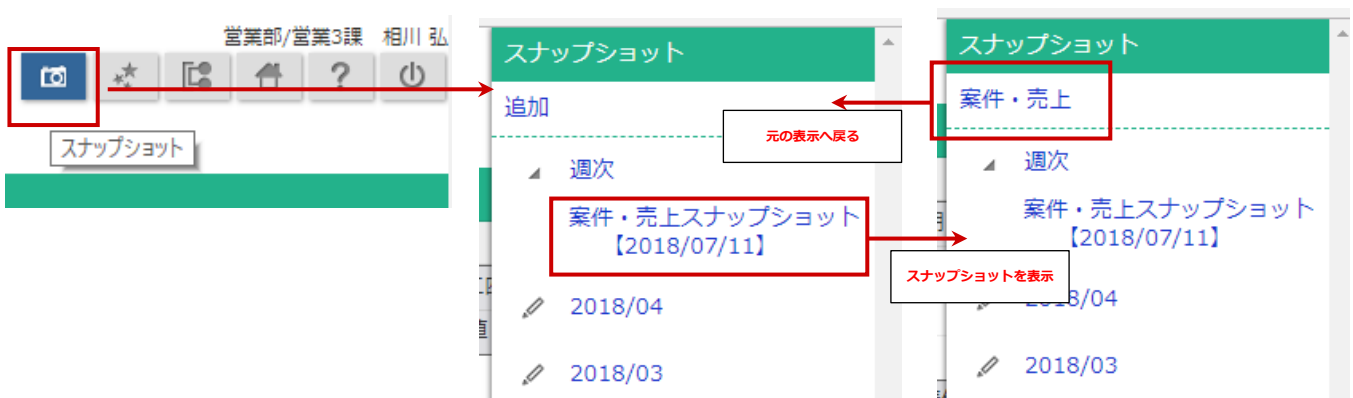 営業部/営業3課 相川 弘
スナップショット
スナップショット
追加
元の表示へ戻る
週次
案件・売上スナップショット
【2018/07/11】
2018/04
2018/03
スナップショットを表示
スナップショット
案件・売上
週次
案件・売上スナップショット
【2018/07/11】
8/04
2018/03